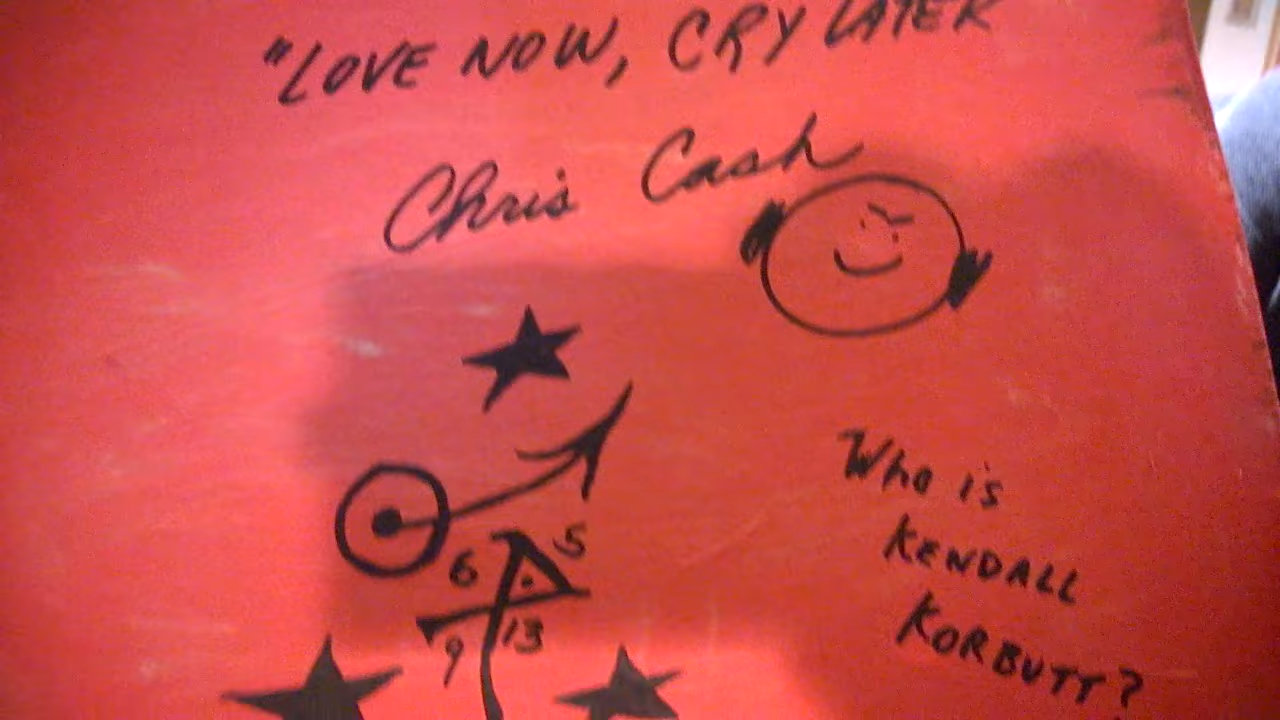 "LOVE NOW, CRY LATER
Chris Cash
6 5
9 13
Who is
KENDALL
KORBUTT?